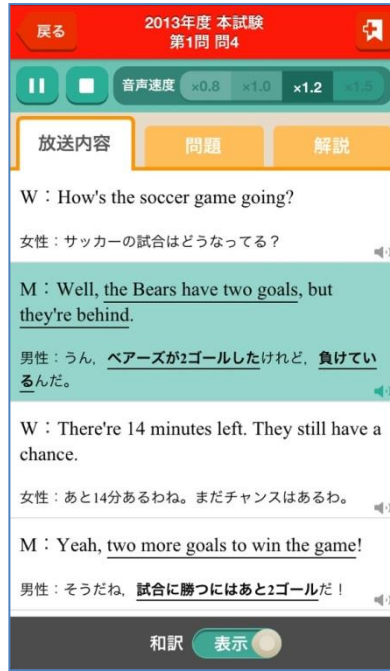 戻る
2013年度 本試験
第1問 問4
音声速度 ×0.8 ×1.0 ×1.2 ×1.5
放送内容 問題 解説
W：How's the soccer game going?
女性：サッカーの試合はどうなってる？
M：Well, the Bears have two goals, but
they're behind.
男性：うん，ベアーズが2ゴールしたけれど，負けてい
るんだ。
W：There're 14 minutes left. They still have a
chance.
女性：あと14分あるわね。まだチャンスはあるわ。
M：Yeah, two more goals to win the game!
男性：そうだね，試合に勝つにはあと2ゴールだ！
和訳 表示